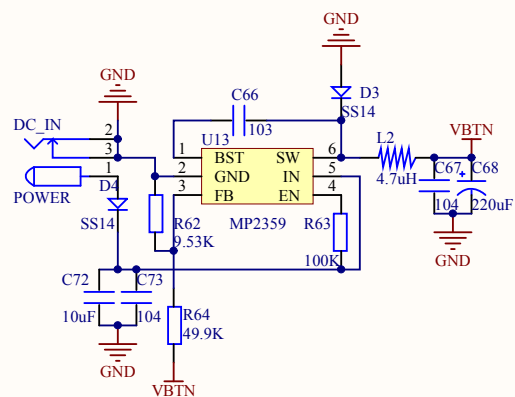 GND
GND
C66
D3
DC_IN
2
103
SS14
U13
L2
VBTN
3
1
BST
SW
6
1
2
GND
IN
5
4.7uH
C67
C68
POWER
D4
3
FB
EN
4
104
220uF
SS14
R62
MP2359
R63
9.53K
GND
100K
C72
C73
10uF
104
R64
49.9K
GND
VBTN